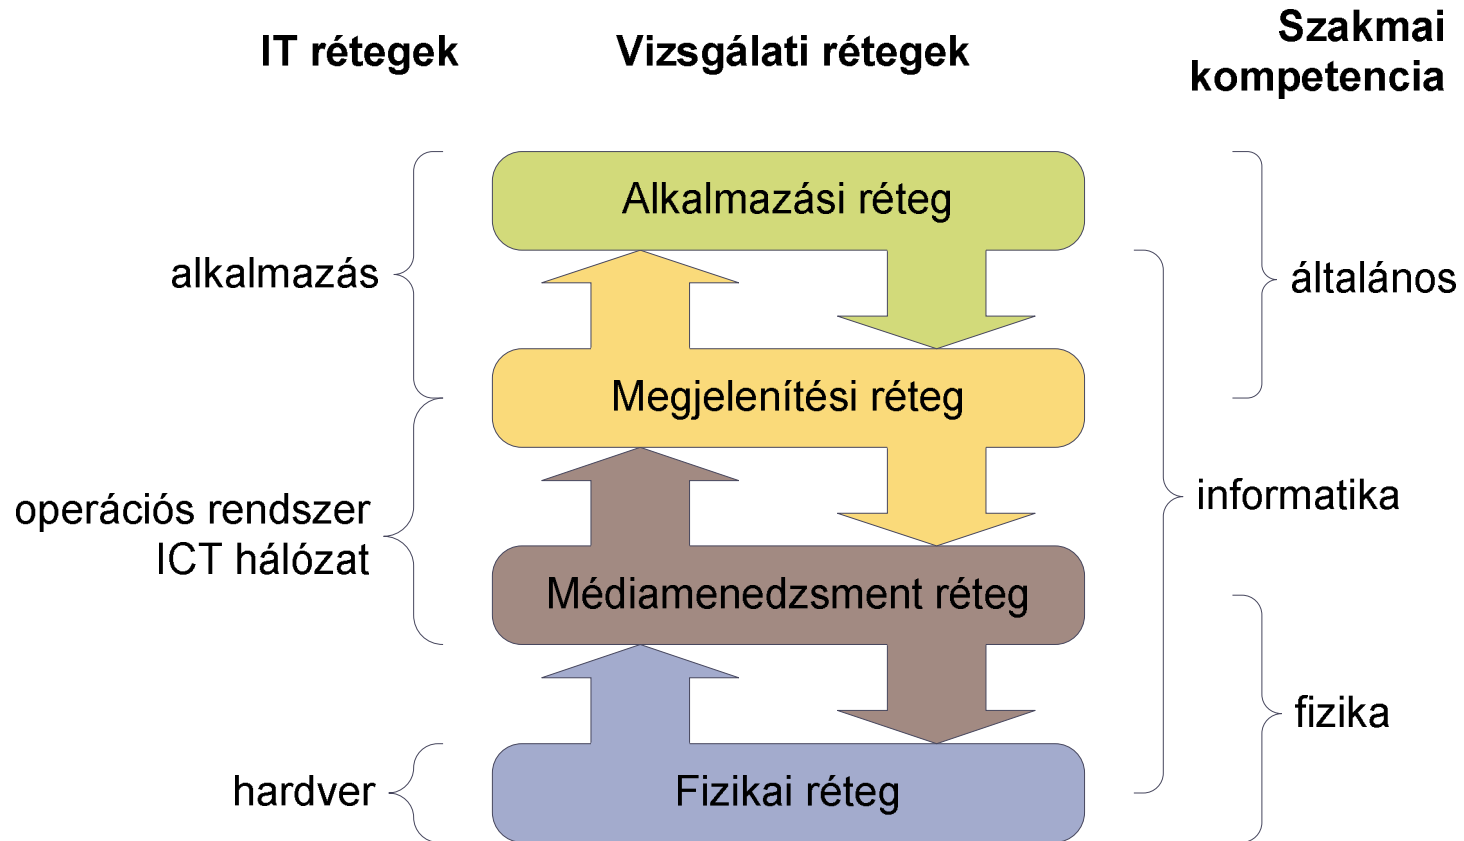 IT rétegek
Vizsgálati rétegek
Szakmai
kompetencia
Alkalmazási réteg
alkalmazás
általános
Megjelenítési réteg
operációs rendszer
ICT hálózat
informatika
Médiamenedzsment réteg
fizika
hardver
Fizikai réteg